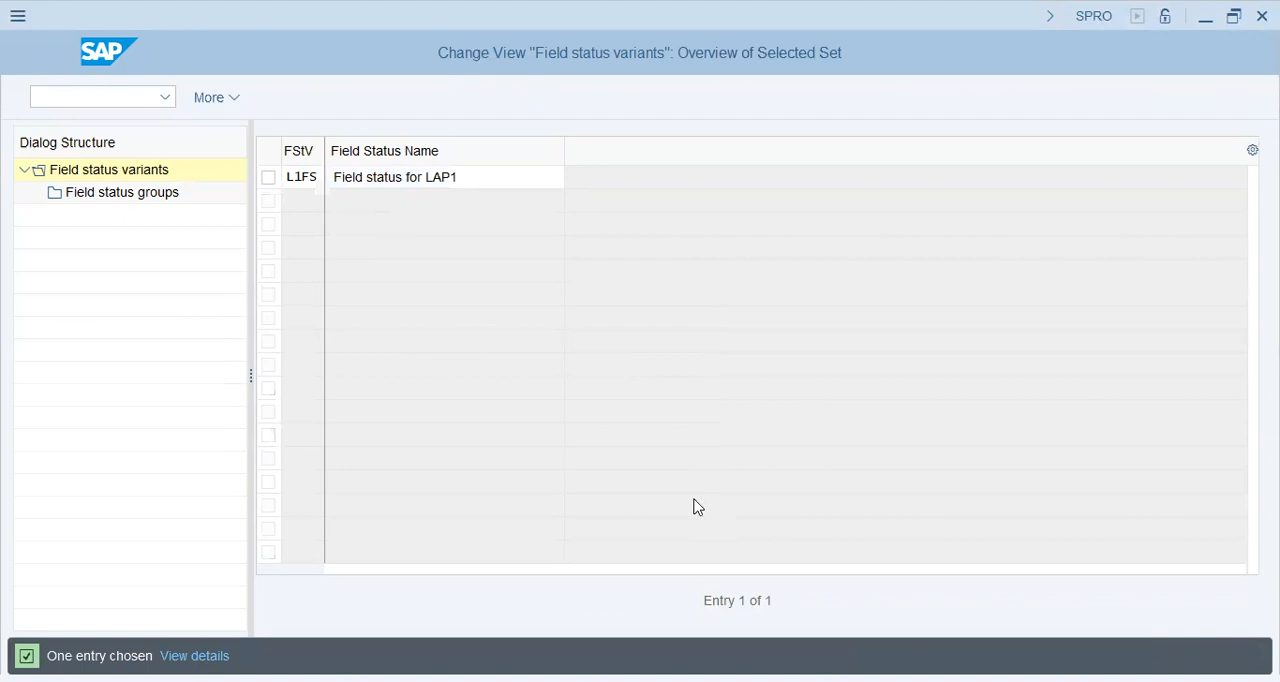 SPRO
SAP
Change View "Field status variants": Overview of Selected Set
More
Dialog Structure
Field status variants
Field status groups
FStV Field Status Name
L1FS Field status for LAP1
Entry 1 of 1
One entry chosen View details